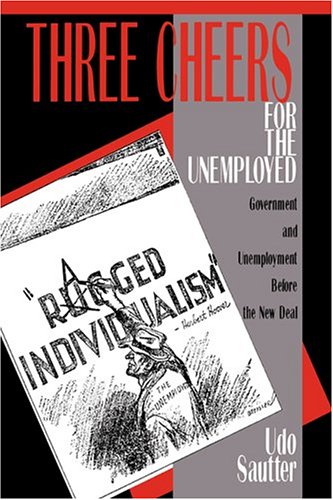 THREE CHEERS
FOR
THE
UNEMPLOYED
Government
and
Unemployment
Before
the New Deal
"RUGGED
INDIVIDUALISM"
- Herbert Hoover
THE
UNEMPLOYED
Udo
Sautter